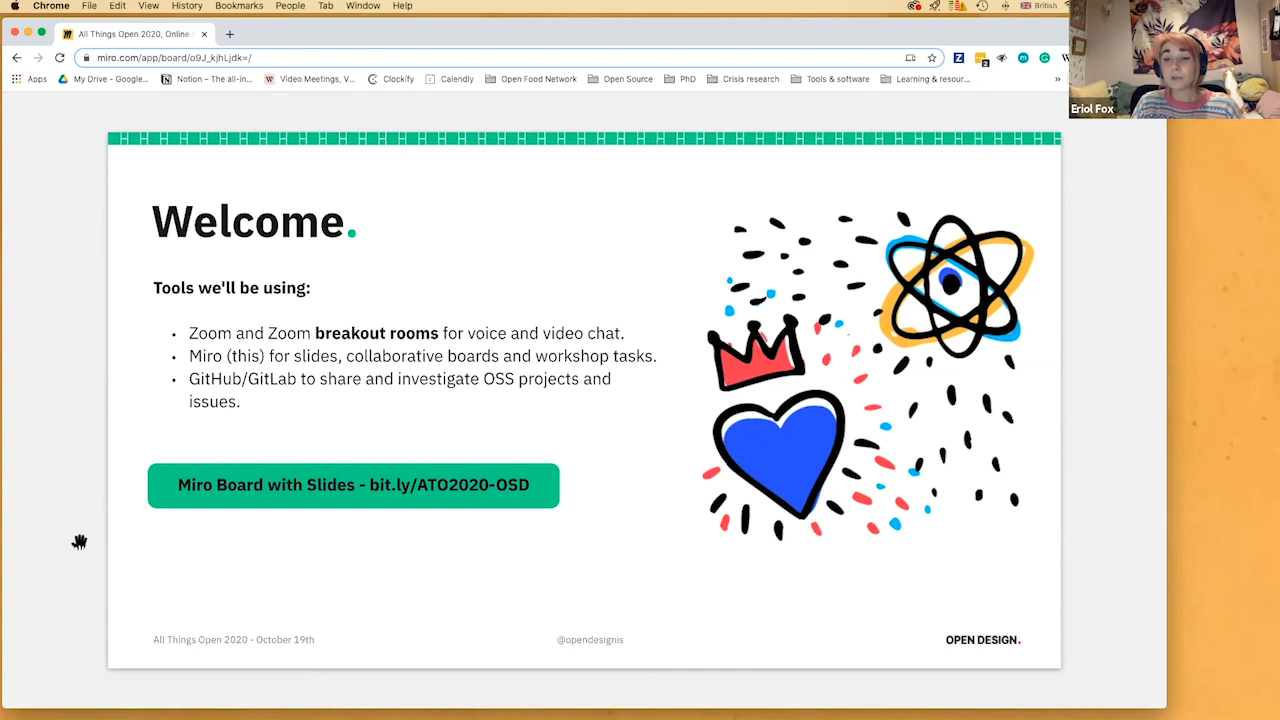 Chrome File Edit View History Bookmarks People Tab Window Help
British
All Things Open 2020, Online
miro.com/app/board/o9J_kjhLjdk=/
Apps My Drive - Google... Notion – The all-in... Video Meetings, V... Clockify Calendly Open Food Network Open Source PhD Crisis research Tools & software Learning & resour... »
Eriol Fox
Welcome.
Tools we'll be using:
• Zoom and Zoom breakout rooms for voice and video chat.
• Miro (this) for slides, collaborative boards and workshop tasks.
• GitHub/GitLab to share and investigate OSS projects and
issues.
Miro Board with Slides - bit.ly/ATO2020-OSD
All Things Open 2020 - October 19th
@opendesignis
OPEN DESIGN.